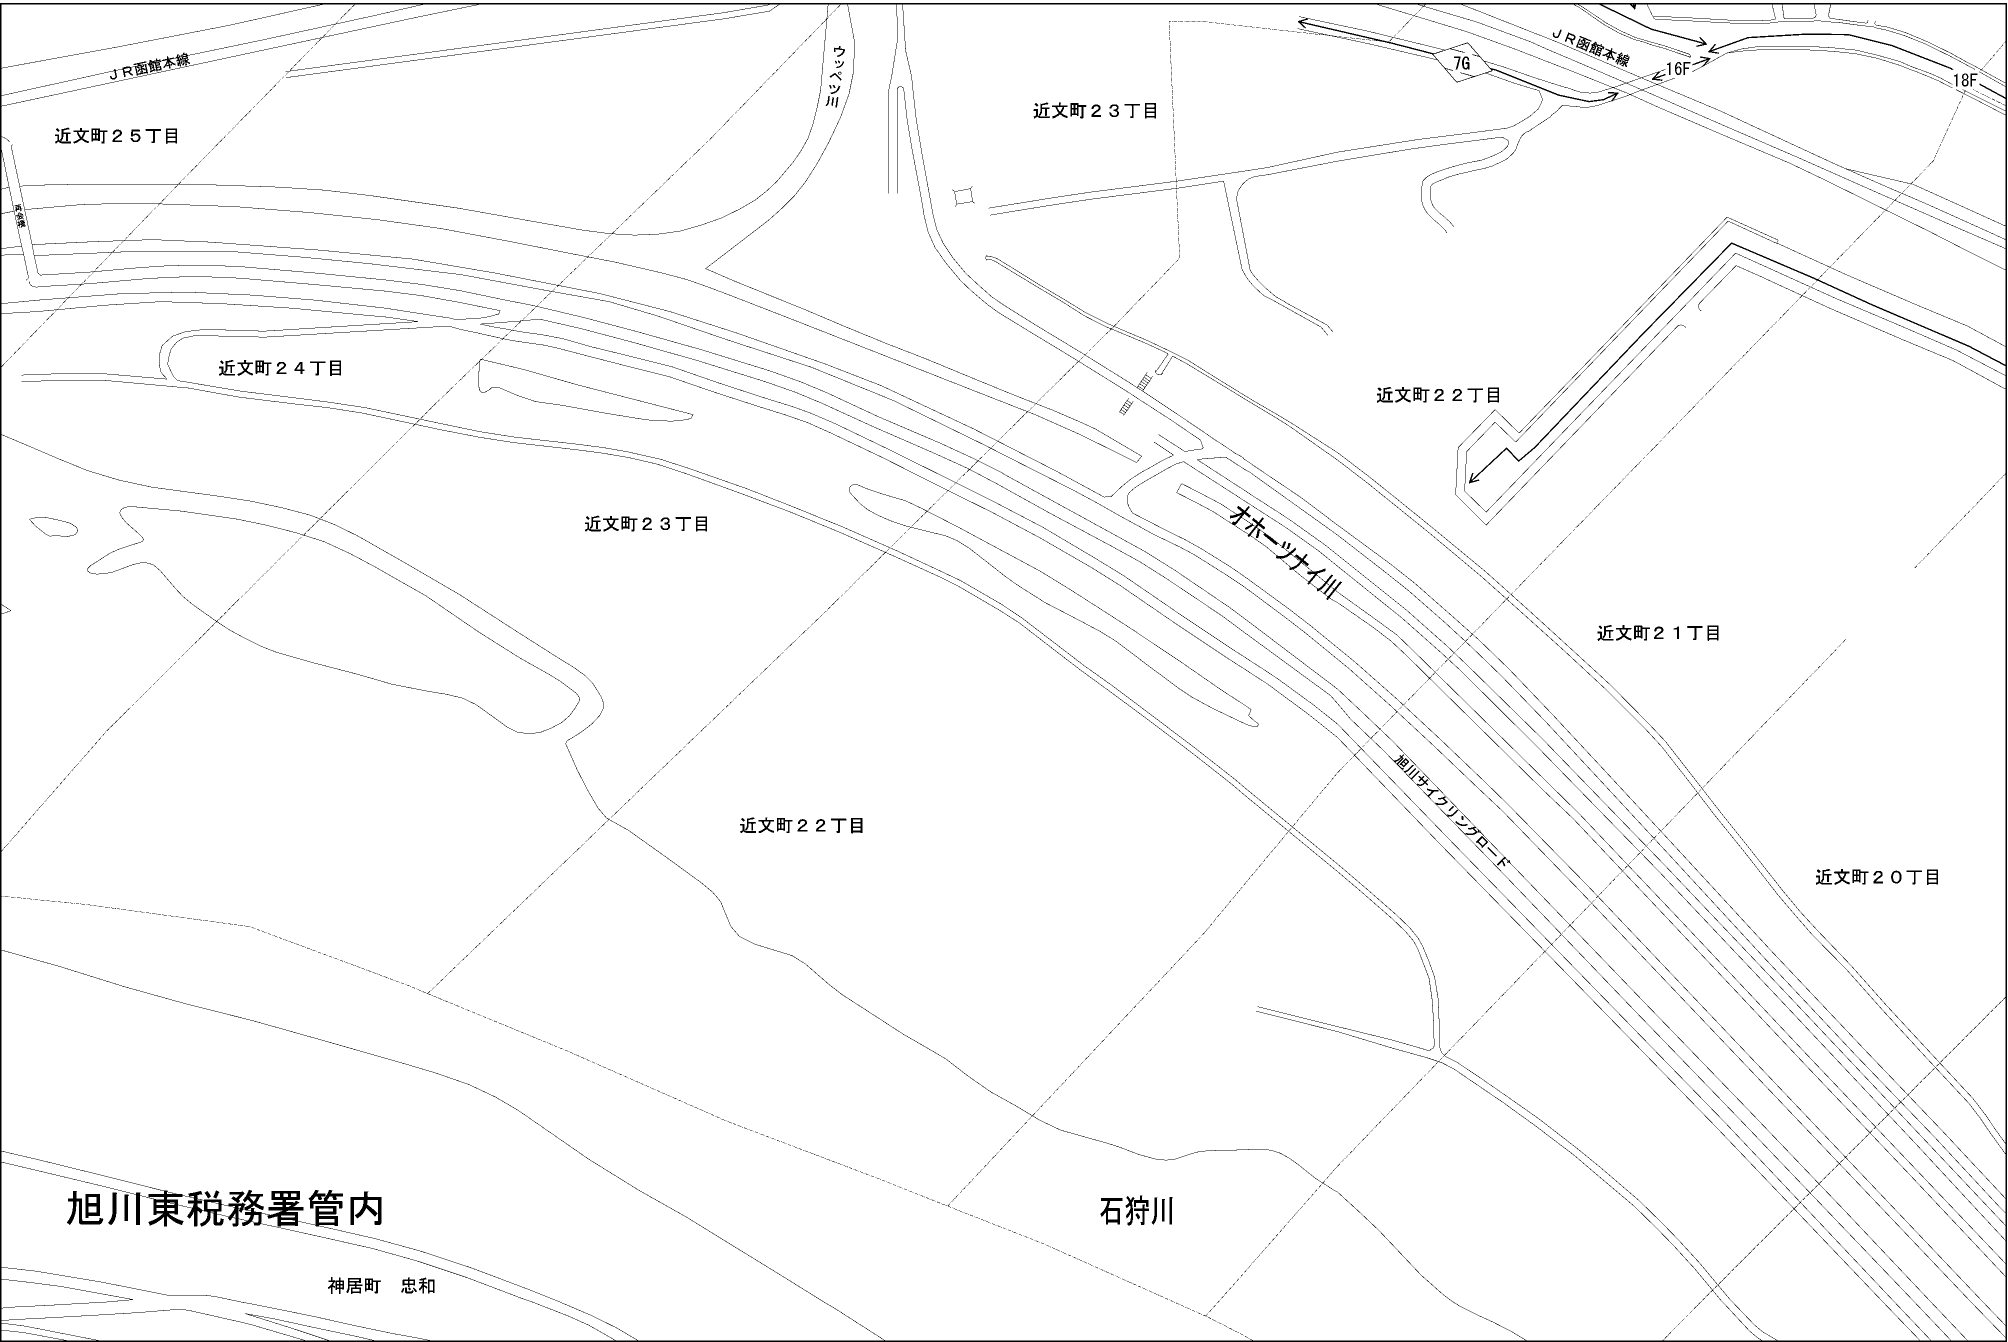 ＪＲ函館本線
ウッペツ川
7G
ＪＲ函館本線
16F
18F
近文町２５丁目
近文町２３丁目
近文町２４丁目
近文町２２丁目
近文町２３丁目
オホーツナイ川
近文町２１丁目
旭川サイクリングロード
近文町２２丁目
近文町２０丁目
旭川東税務署管内
石狩川
神居町　忠和